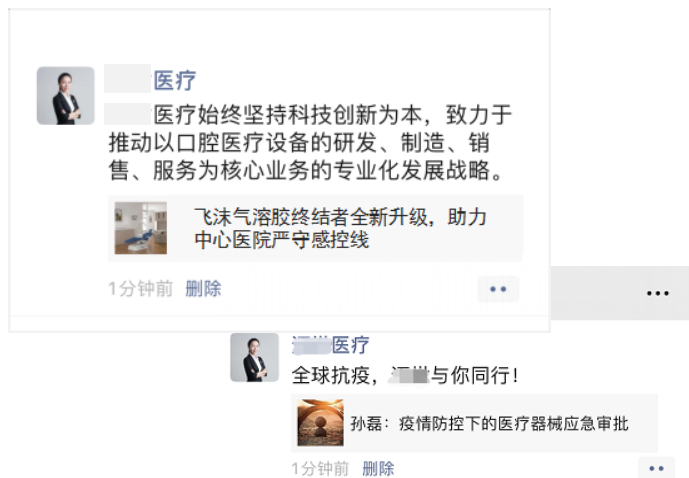 医疗
医疗始终坚持科技创新为本，致力于
推动以口腔医疗设备的研发、制造、销
售、服务为核心业务的专业化发展战略。
飞沫气溶胶终结者全新升级，助力
中心医院严守感控线
1分钟前 删除
医疗
全球抗疫，与你同行！
孙磊：疫情防控下的医疗器械应急审批
1分钟前 删除